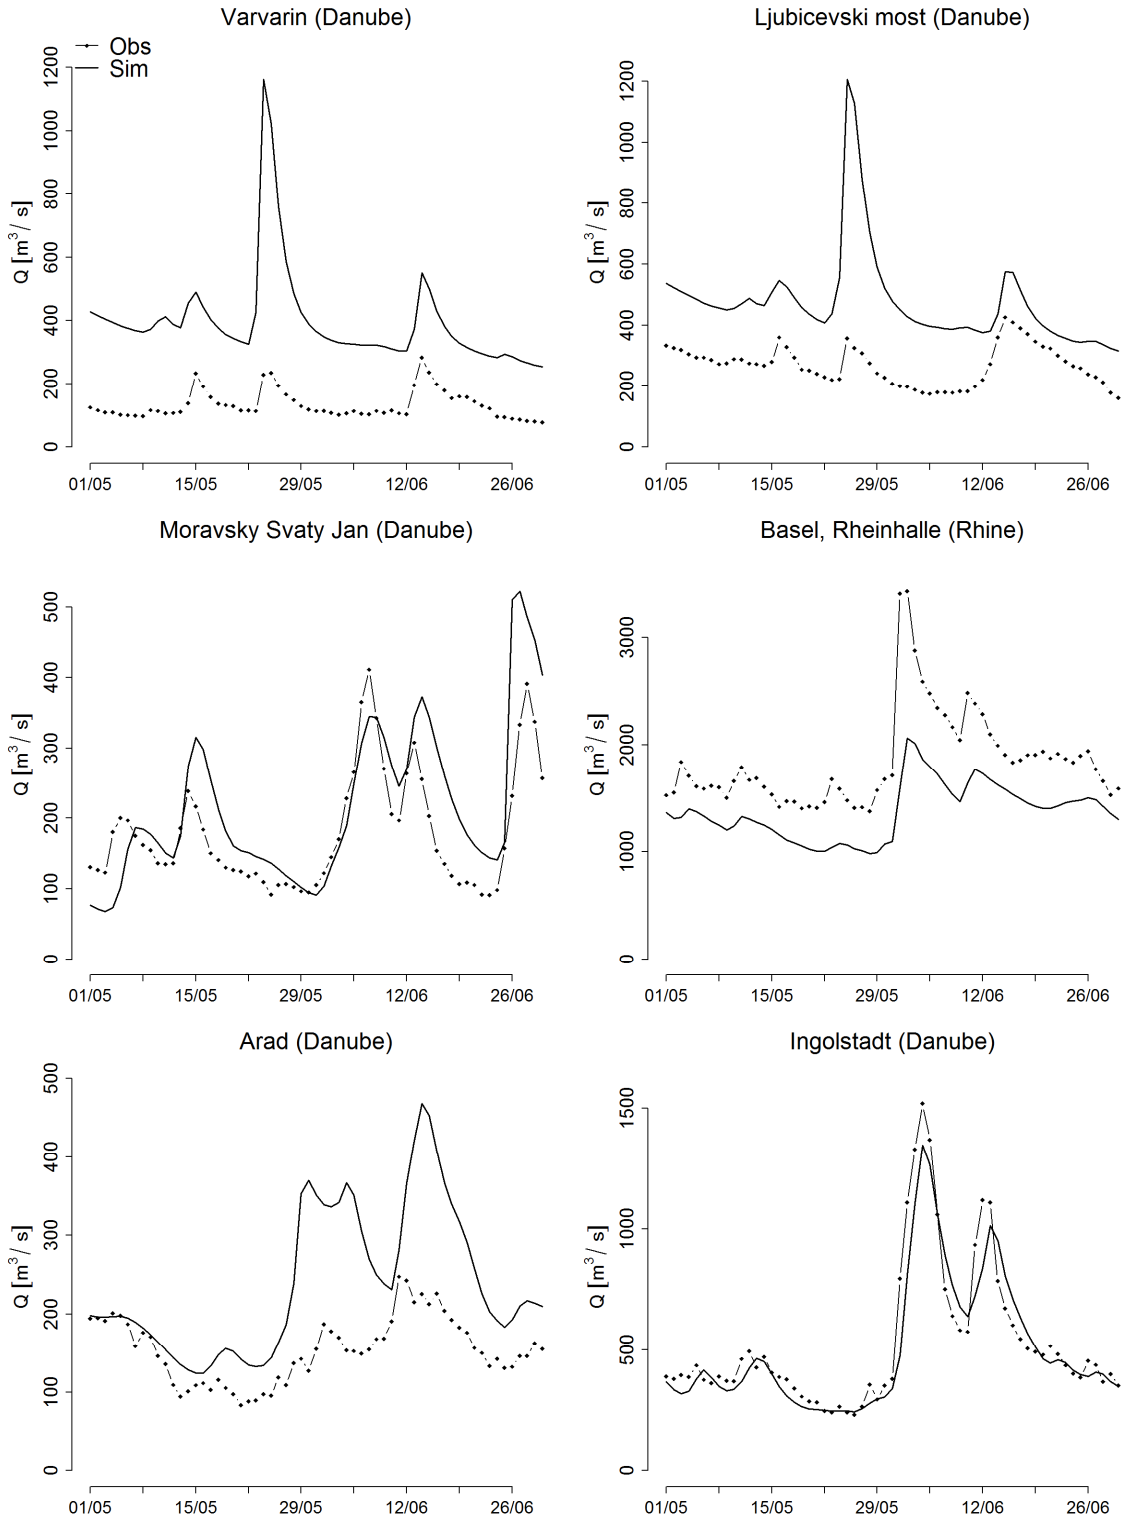 Varvarin (Danube)
Obs
Sim
Q [m³/ s]
0 200 400 600 800 1000 1200
01/05 15/05 29/05 12/06 26/06
Ljubicevski most (Danube)
Q [m³/ s]
0 200 400 600 800 1000 1200
01/05 15/05 29/05 12/06 26/06
Moravsky Svaty Jan (Danube)
Q [m³/ s]
0 100 200 300 400 500
01/05 15/05 29/05 12/06 26/06
Basel, Rheinhalle (Rhine)
Q [m³/ s]
0 1000 2000 3000
01/05 15/05 29/05 12/06 26/06
Arad (Danube)
Q [m³/ s]
0 100 200 300 400 500
01/05 15/05 29/05 12/06 26/06
Ingolstadt (Danube)
Q [m³/ s]
0 500 1000 1500
01/05 15/05 29/05 12/06 26/06